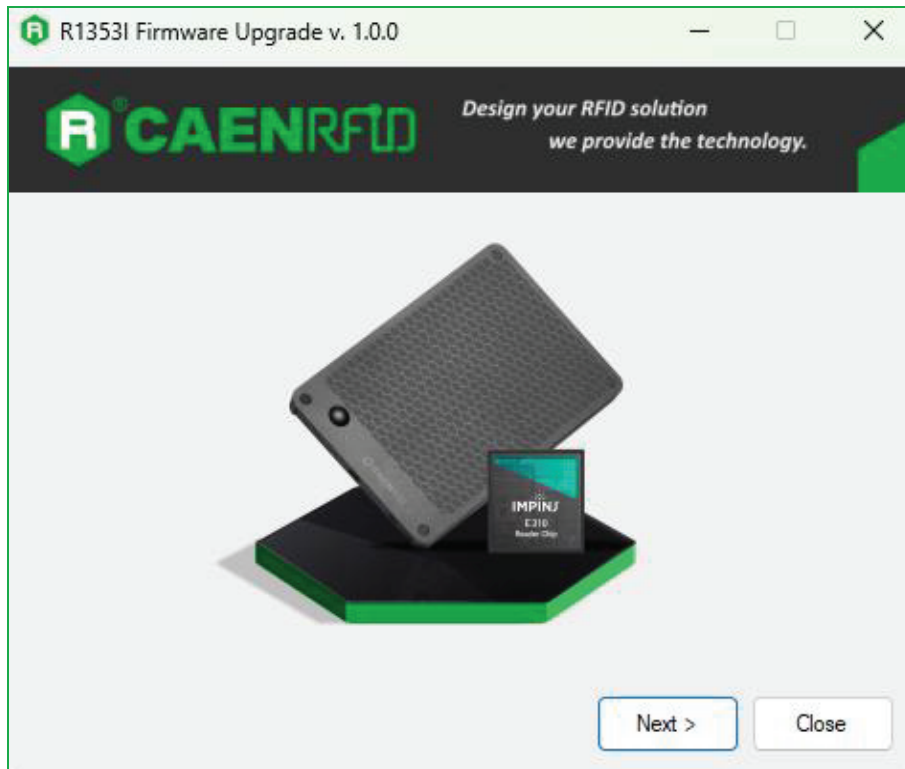 R1353I Firmware Upgrade v. 1.0.0
R® CAENRFID
Design your RFID solution
we provide the technology.
IMPINJ
E310
Reader Chip
Next >
Close